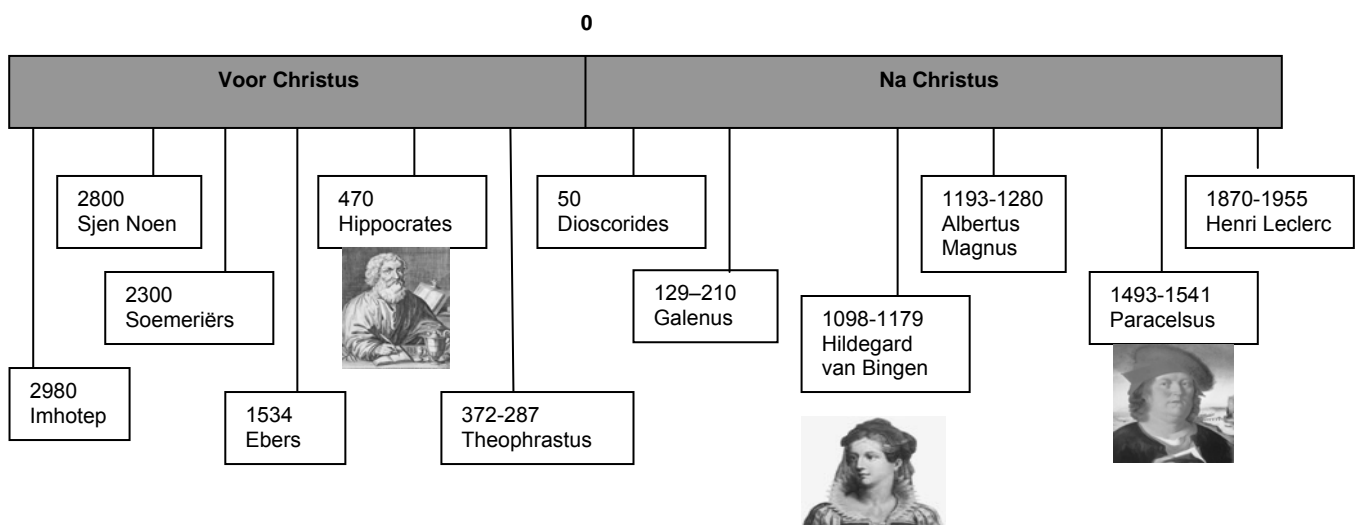 0
Voor Christus
Na Christus
2980
Imhotep
2800
Sjen Noen
2300
Soemeriërs
1534
Ebers
470
Hippocrates
372-287
Theophrastus
50
Dioscorides
129–210
Galenus
1098-1179
Hildegard
van Bingen
1193-1280
Albertus
Magnus
1493-1541
Paracelsus
1870-1955
Henri Leclerc